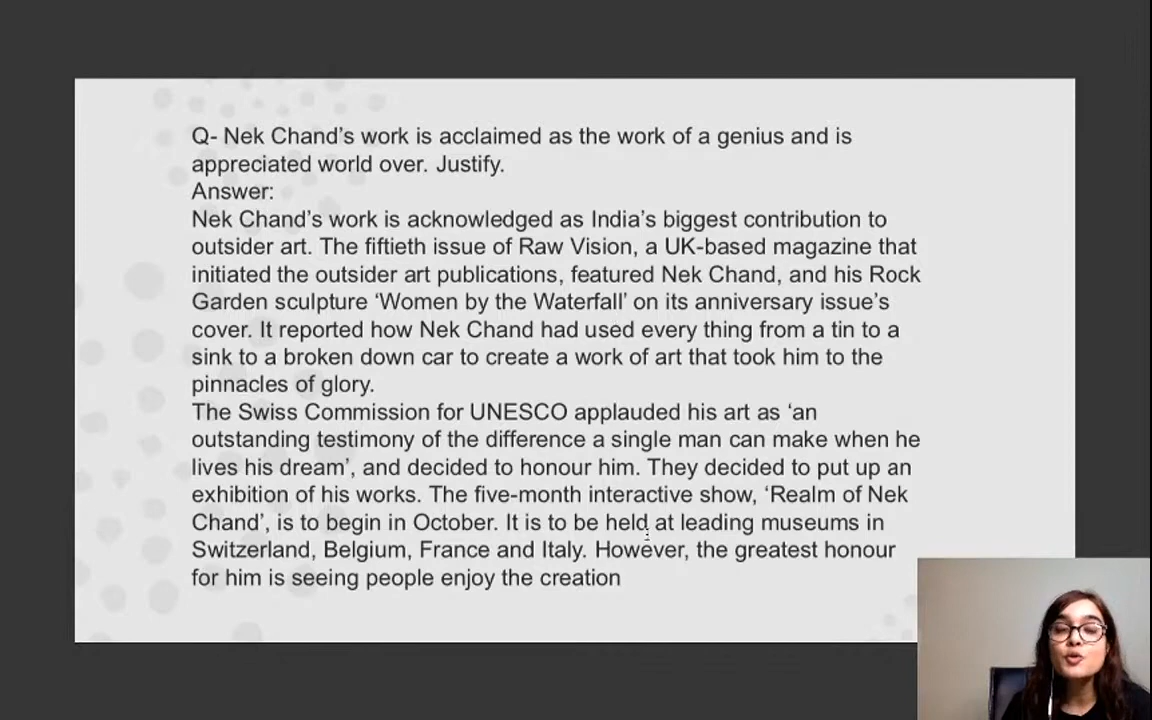 Q- Nek Chand's work is acclaimed as the work of a genius and is
appreciated world over. Justify.
Answer:
Nek Chand's work is acknowledged as India's biggest contribution to
outsider art. The fiftieth issue of Raw Vision, a UK-based magazine that
initiated the outsider art publications, featured Nek Chand, and his Rock
Garden sculpture ‘Women by the Waterfall’ on its anniversary issue's
cover. It reported how Nek Chand had used every thing from a tin to a
sink to a broken down car to create a work of art that took him to the
pinnacles of glory.
The Swiss Commission for UNESCO applauded his art as ‘an
outstanding testimony of the difference a single man can make when he
lives his dream’, and decided to honour him. They decided to put up an
exhibition of his works. The five-month interactive show, ‘Realm of Nek
Chand’, is to begin in October. It is to be held at leading museums in
Switzerland, Belgium, France and Italy. However, the greatest honour
for him is seeing people enjoy the creation